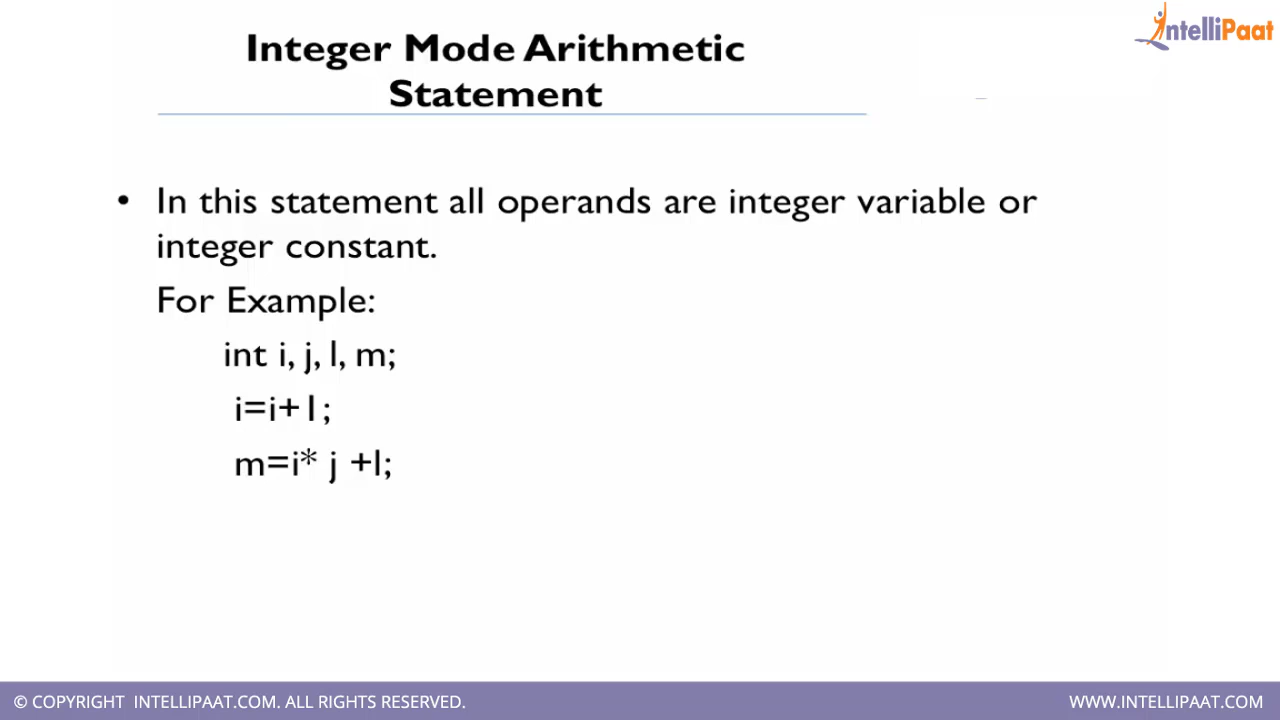 IntelliPaat
Integer Mode Arithmetic
Statement
• In this statement all operands are integer variable or
integer constant.
For Example:
int i, j, l, m;
i=i+1;
m=i* j +l;
© COPYRIGHT INTELLIPAAT.COM. ALL RIGHTS RESERVED.
WWW.INTELLIPAAT.COM